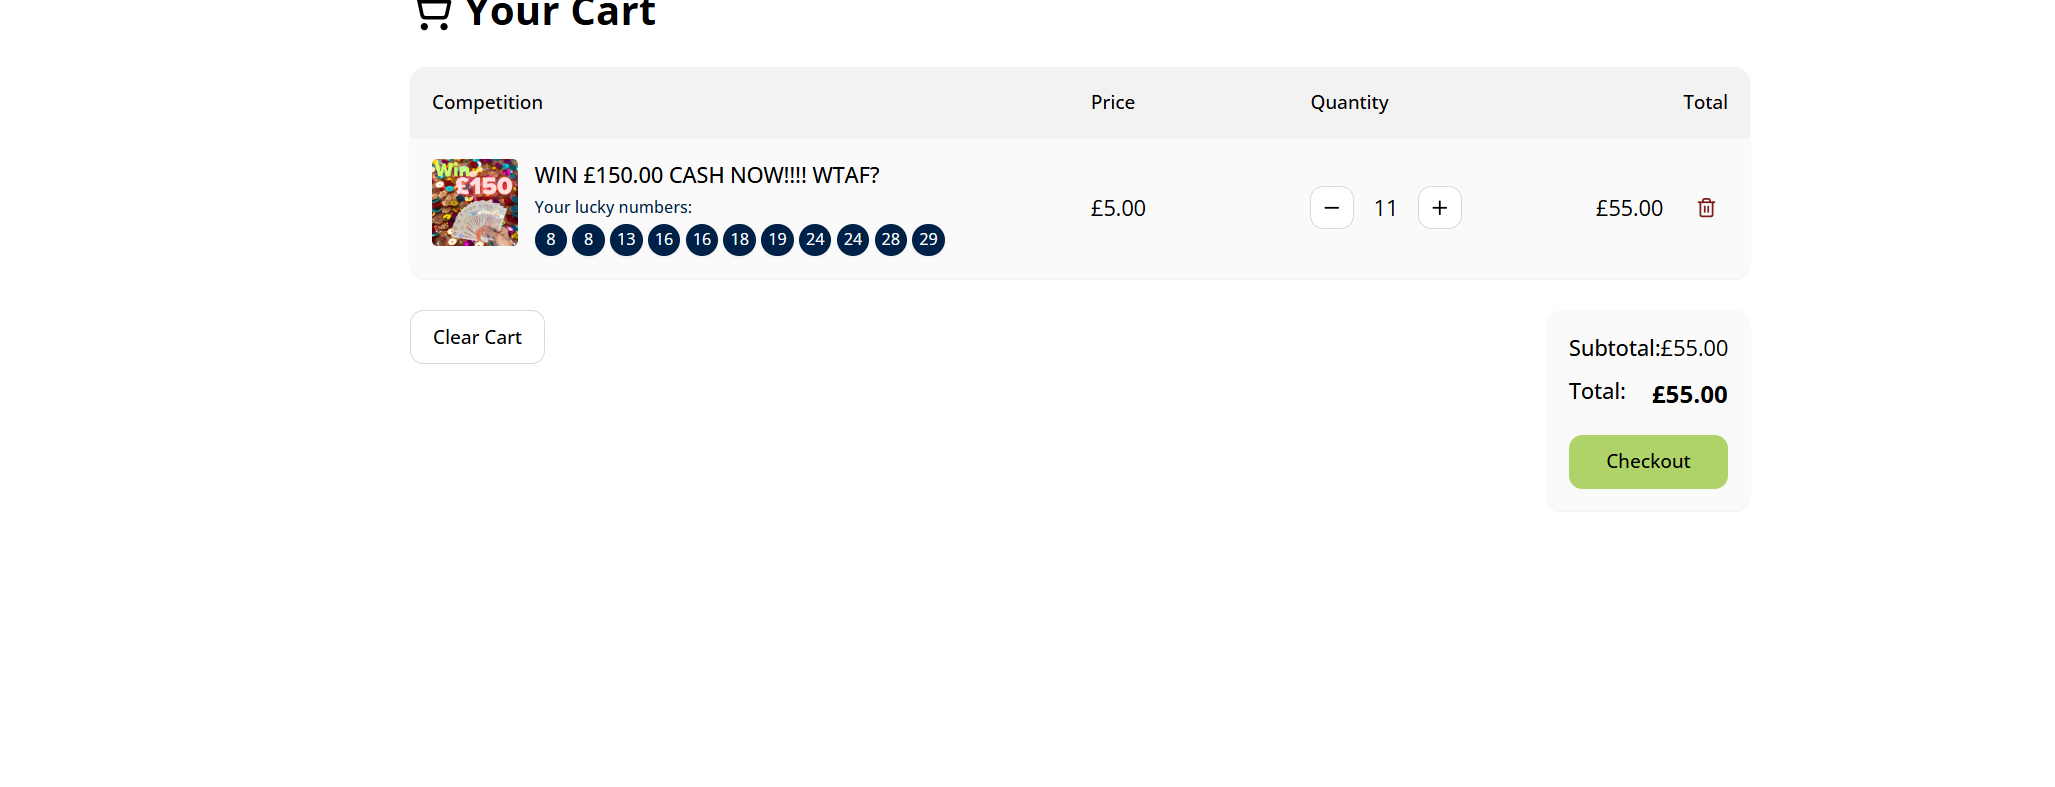 Your Cart
Competition Price Quantity Total
Win
£150
WIN £150.00 CASH NOW!!!! WTAF?
Your lucky numbers:
8 8 13 16 16 18 19 24 24 28 29
£5.00
11
£55.00
Clear Cart
Subtotal:£55.00
Total: £55.00
Checkout